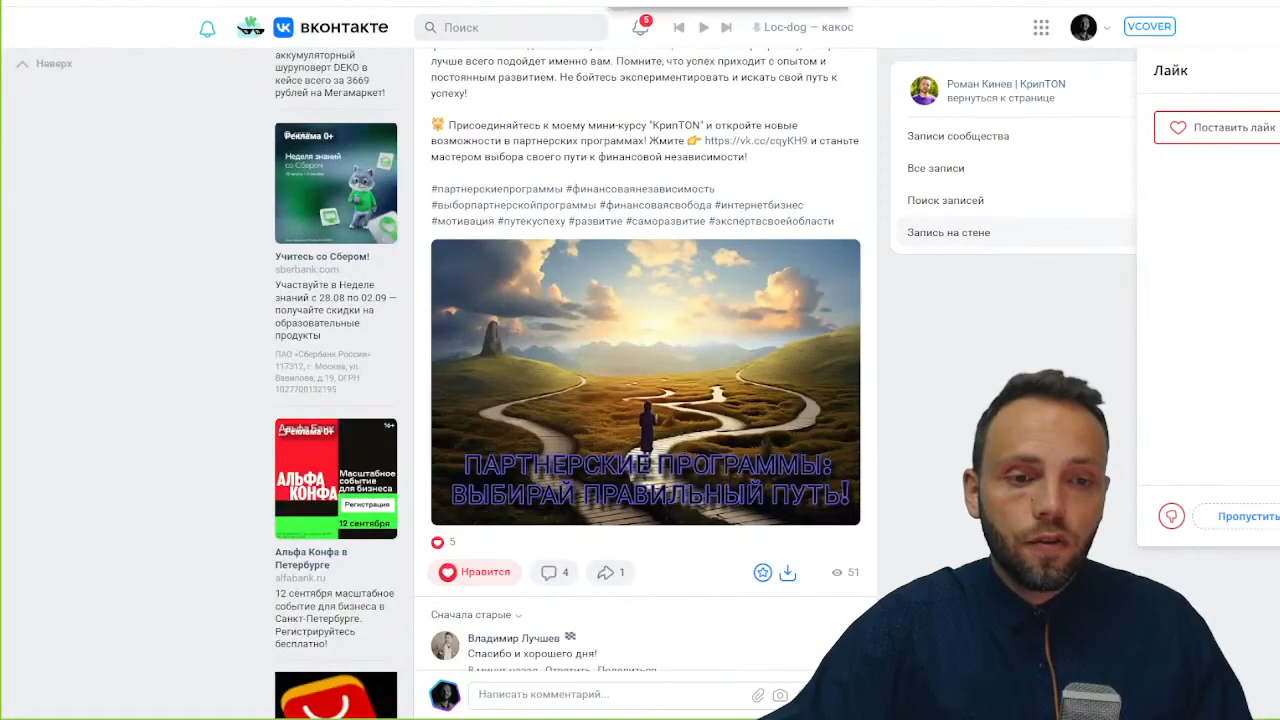 вконтакте
Поиск
5
Loc-dog — какос
VCOVER
Наверх
аккумуляторный
шуруповерт DEKO в
кейсе всего за 3669
рублей на Мегамаркет!
Реклама 0+
Неделя знаний
со Сбером
Учитесь со Сбером!
sberbank.com
Участвуйте в Неделе
знаний с 28.08 по 02.09 —
получайте скидки на
образовательные
продукты
ПАО «Сбербанк России»
117312, г. Москва, ул.
Вавилова, д.19, ОГРН
1027700132195
Реклама 0+
16+
АЛЬФА
КОНФА
Масштабное
событие
для бизнеса
Регистрация
12 сентября
Альфа Конфа в
Петербурге
alfabank.ru
12 сентября масштабное
событие для бизнеса в
Санкт-Петербурге.
Регистрируйтесь
бесплатно!
лучше всего подойдет именно вам. Помните, что успех приходит с опытом и
постоянным развитием. Не бойтесь экспериментировать и искать свой путь к
успеху!
Присоединяйтесь к моему мини-курсу "КрипTON" и откройте новые
возможности в партнерских программах! Жмите 👉 https://vk.cc/cqyKH9 и станьте
мастером выбора своего пути к финансовой независимости!
#партнерскиепрограммы #финансоваянезависимость
#выборпартнерскойпрограммы #финансоваясвобода #интернетбизнес
#мотивация #путекуспеху #развитие #саморазвитие #экспертвсвоейобласти
ПАРТНЕРСКИЕ ПРОГРАММЫ:
ВЫБИРАЙ ПРАВИЛЬНЫЙ ПУТЬ!
5
Нравится
4
1
51
Сначала старые
Владимир Лучшев
Спасибо и хорошего дня!
Написать комментарий...
Роман Кинев | КрипTON
вернуться к странице
Записи сообщества
Все записи
Поиск записей
Запись на стене
Лайк
Поставить лайк
Пропустить